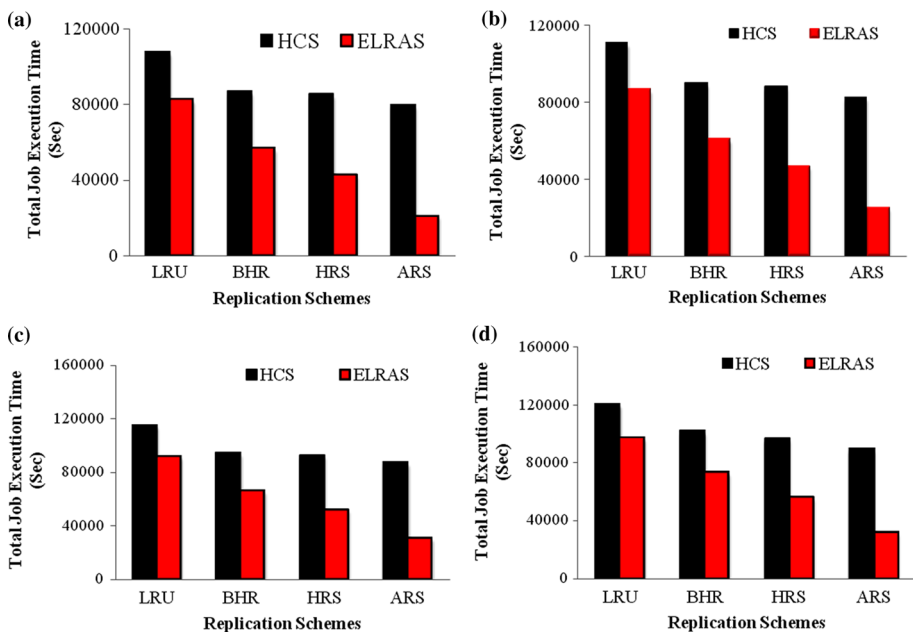 (a)
HCS ELRAS
Total Job Execution Time
(Sec)
120000
80000
40000
0
LRU BHR HRS ARS
Replication Schemes
(b)
HCS ELRAS
Total Job Execution Time
(Sec)
120000
80000
40000
0
LRU BHR HRS ARS
Replication Schemes
(c)
HCS ELRAS
Total Job Execution Time
(Sec)
160000
120000
80000
40000
0
LRU BHR HRS ARS
Replication Schemes
(d)
HCS ELRAS
Total Job Execution Time
(Sec)
160000
120000
80000
40000
0
LRU BHR HRS ARS
Replication Schemes